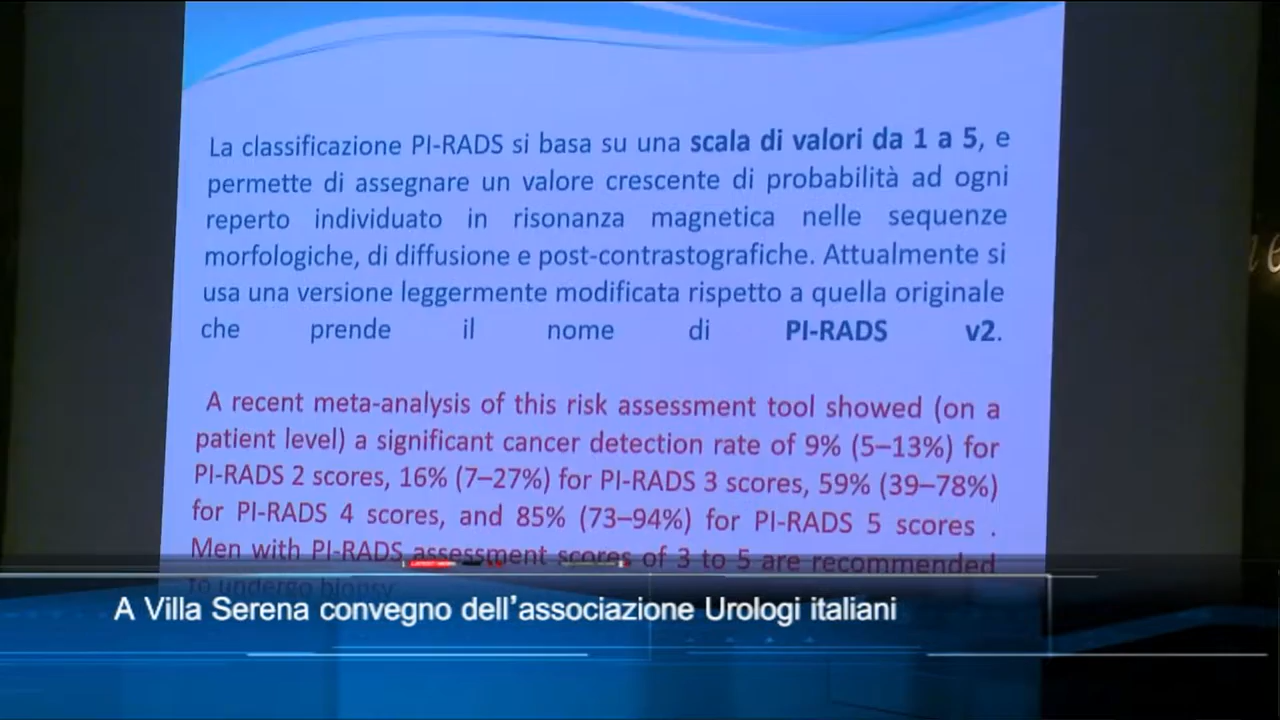 La classificazione PI-RADS si basa su una scala di valori da 1 a 5, e
permette di assegnare un valore crescente di probabilità ad ogni
reperto individuato in risonanza magnetica nelle sequenze
morfologiche, di diffusione e post-contrastografiche. Attualmente si
usa una versione leggermente modificata rispetto a quella originale
che prende il nome di PI-RADS v2.
A recent meta-analysis of this risk assessment tool showed (on a
patient level) a significant cancer detection rate of 9% (5–13%) for
PI-RADS 2 scores, 16% (7–27%) for PI-RADS 3 scores, 59% (39–78%)
for PI-RADS 4 scores, and 85% (73–94%) for PI-RADS 5 scores .
Men with PI-RADS assessment scores of 3 to 5 are recommended
to undergo biopsy
A Villa Serena convegno dell'associazione Urologi italiani